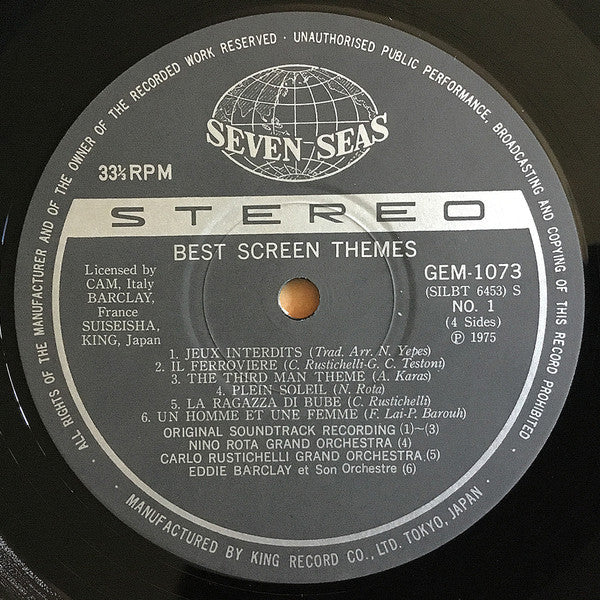 ALL RIGHTS OF THE MANUFACTURER AND OF THE OWNER OF THE RECORDED WORK RESERVED · UNAUTHORISED PUBLIC PERFORMANCE, BROADCASTING AND COPYING OF THIS RECORD PROHIBITED ·
SEVEN SEAS
33⅓RPM
STEREO
BEST SCREEN THEMES
Licensed by
CAM, Italy
BARCLAY,
France
SUISEISHA,
KING, Japan
GEM-1073
(SILBT 6453) S
NO. 1
(4 Sides)
Ⓟ 1975
1. JEUX INTERDITS (Trad. Arr. N. Yepes)
2. IL FERROVIERE (C. Rustichelli-G. C. Testoni)
3. THE THIRD MAN THEME (A. Karas)
4. PLEIN SOLEIL (N. Rota)
5. LA RAGAZZA DI BUBE (C. Rustichelli)
6. UN HOMME ET UNE FEMME (F. Lai-P. Barouh)
ORIGINAL SOUNDTRACK RECORDING (1)~(3)
NINO ROTA GRAND ORCHESTRA (4)
CARLO RUSTICHELLI GRAND ORCHESTRA, (5)
EDDIE BARCLAY et Son Orchestre (6)
· MANUFACTURED BY KING RECORD CO., LTD. TOKYO, JAPAN ·